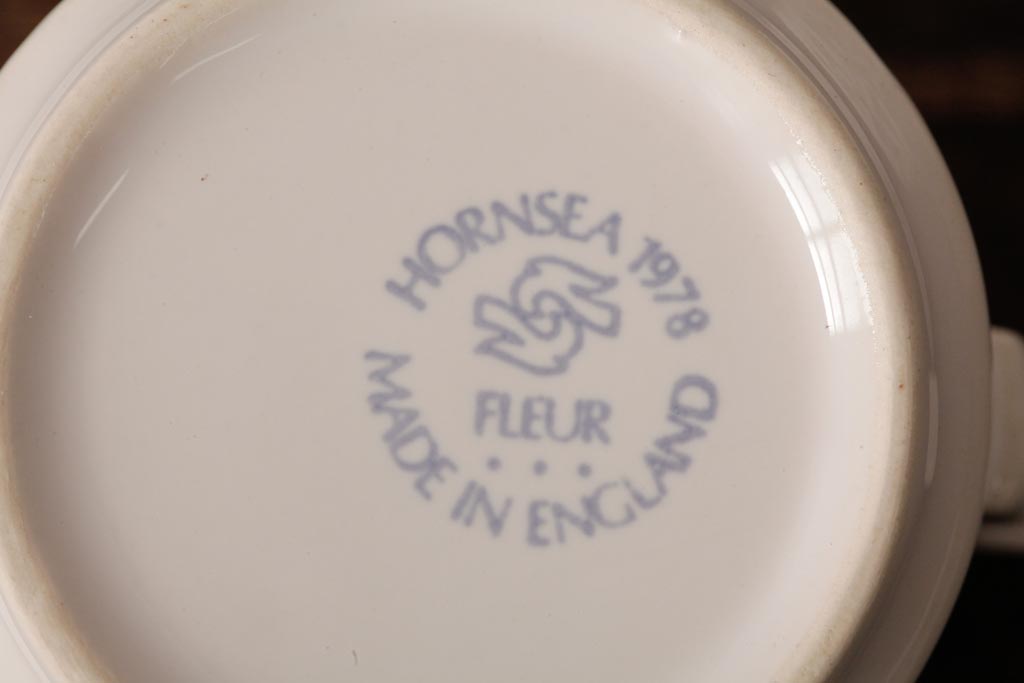 HORNSEA 1978
FLEUR
MADE IN ENGLAND